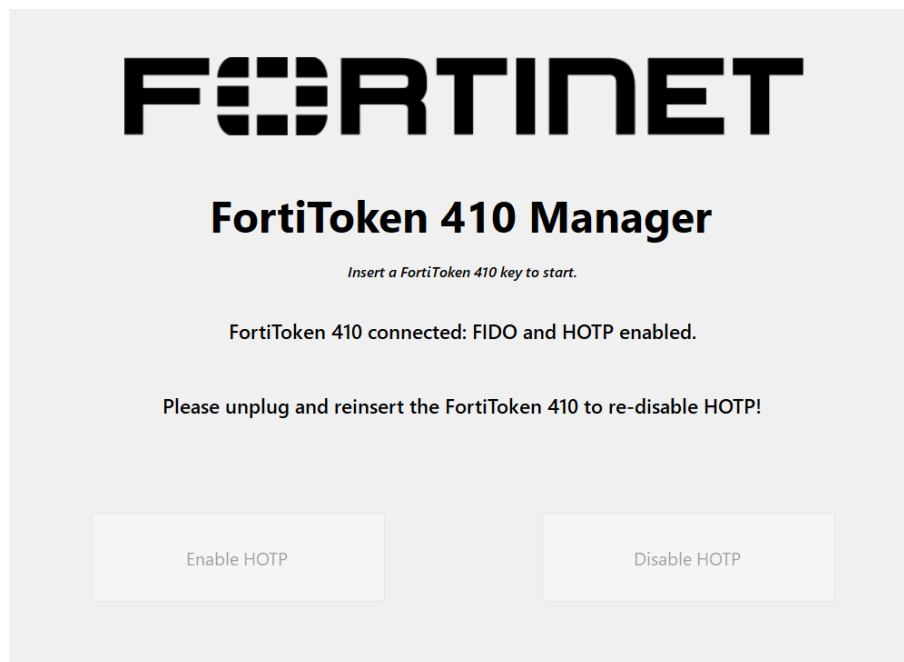 FORTINET
FortiToken 410 Manager
Insert a FortiToken 410 key to start.
FortiToken 410 connected: FIDO and HOTP enabled.
Please unplug and reinsert the FortiToken 410 to re-disable HOTP!
Enable HOTP
Disable HOTP